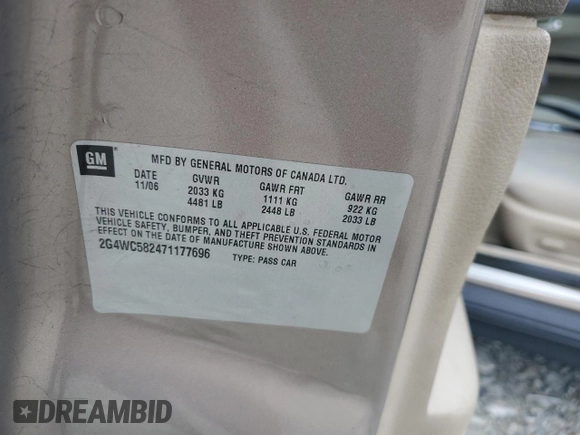 GM
MFD BY GENERAL MOTORS OF CANADA LTD.
DATE GVWR GAWR FRT GAWR RR
11/06 2033 KG 1111 KG 922 KG
4481 LB 2448 LB 2033 LB
THIS VEHICLE CONFORMS TO ALL APPLICABLE U.S. FEDERAL MOTOR
VEHICLE SAFETY, BUMPER, AND THEFT PREVENTION STANDARDS IN
EFFECT ON THE DATE OF MANUFACTURE SHOWN ABOVE.
2G4WC582471177696 TYPE: PASS CAR
DREAMBID